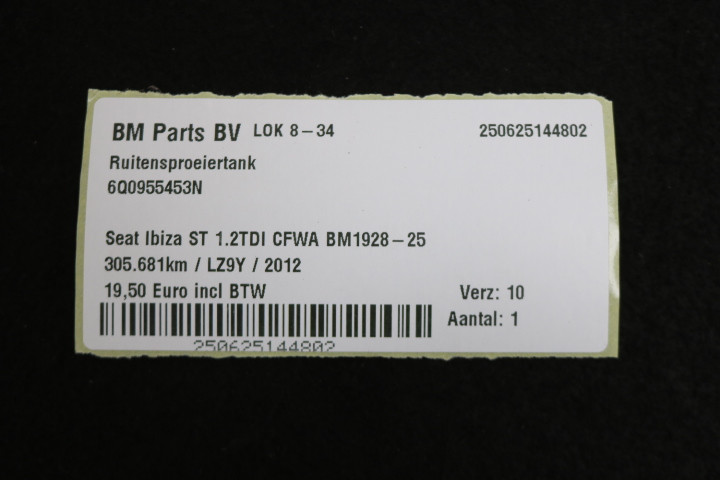 BM Parts BV LOK 8-34 250625144802
Ruitensproeiertank
6Q0955453N
Seat Ibiza ST 1.2TDI CFWA BM1928-25
305.681km / LZ9Y / 2012
19,50 Euro incl BTW Verz: 10
Aantal: 1
250625144802